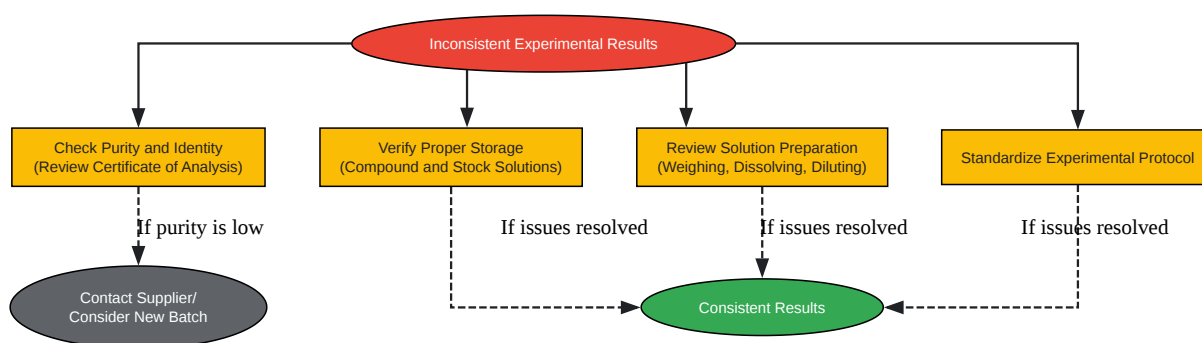 Inconsistent Experimental Results
Check Purity and Identity
(Review Certificate of Analysis)
Verify Proper Storage
(Compound and Stock Solutions)
Review Solution Preparation
(Weighing, Dissolving, Diluting)
Standardize Experimental Protocol
If purity is low
If issues resolved
If issues resolved
If issues resolved
Contact Supplier/
Consider New Batch
Consistent Results